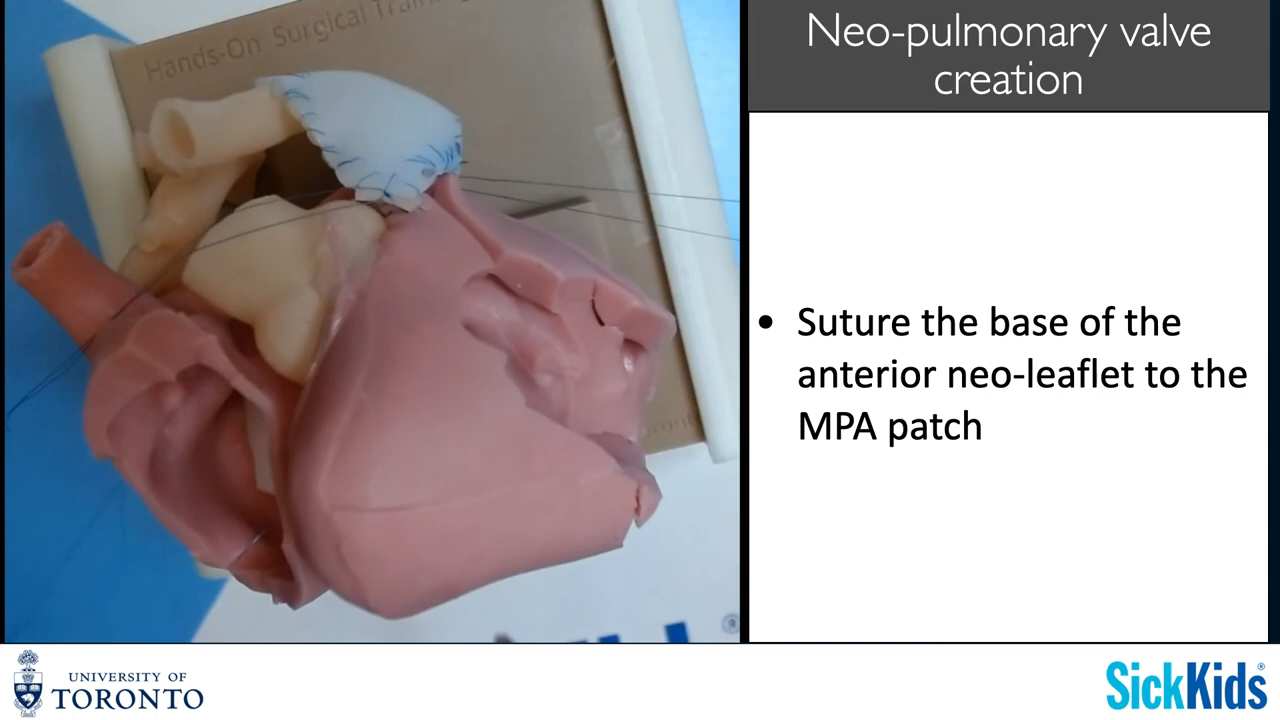 Hands-On Surgical Training
Neo-pulmonary valve
creation
• Suture the base of the
anterior neo-leaflet to the
MPA patch
UNIVERSITY OF
TORONTO
SickKids®